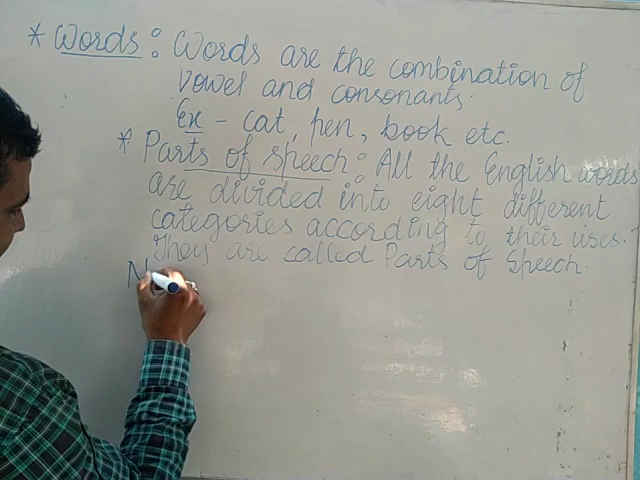 * Words : Words are the combination of
vowel and consonants.
Ex - cat, pen, book etc.
* Parts of speech : All the English words
are divided into eight different
categories according to their uses.
They are called Parts of Speech.
N